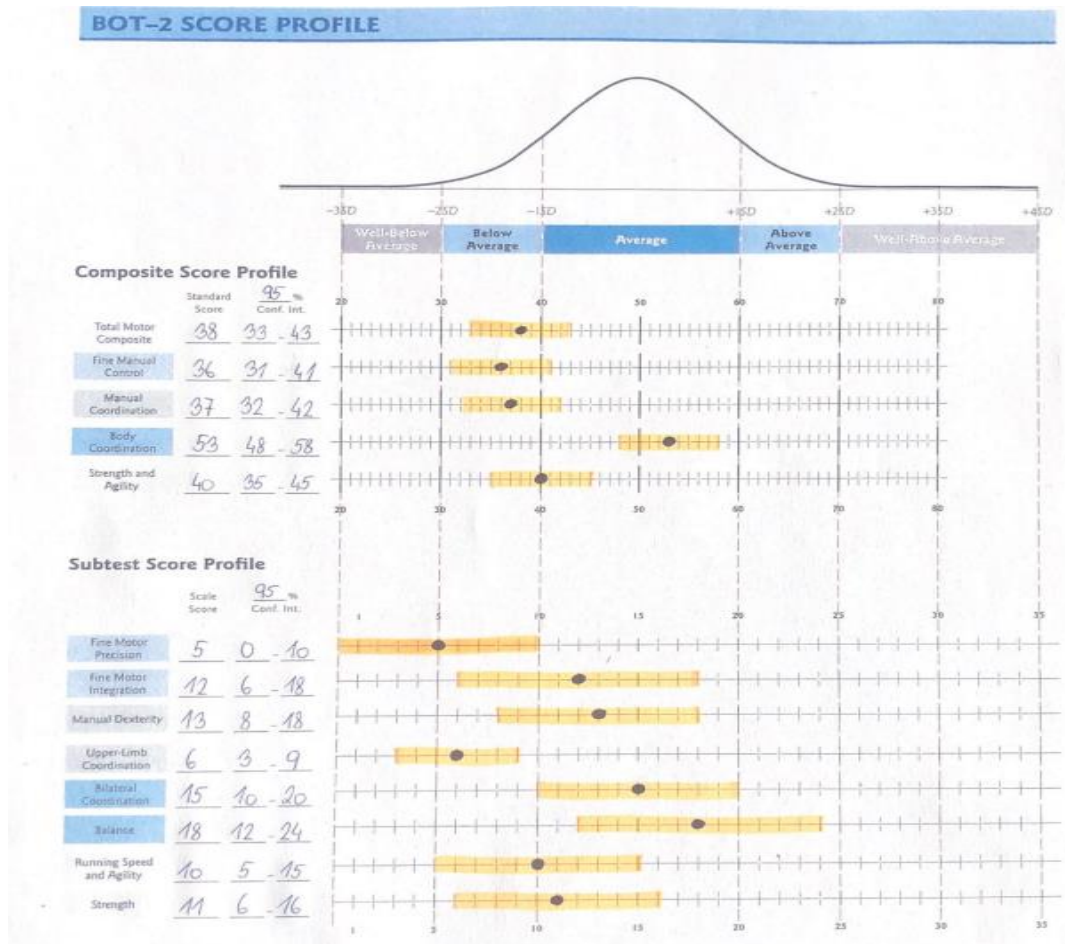 BOT–2 SCORE PROFILE
-3SD -2SD -1SD +1SD +2SD +3SD +4SD
Well-Below Average Below Average Average Above Average Well-Above Average
Composite Score Profile
Standard Score 95 % Conf. Int.
20 30 40 50 60 70 80
Total Motor Composite 38 33 - 43
Fine Manual Control 36 31 - 41
Manual Coordination 37 32 - 42
Body Coordination 53 48 - 58
Strength and Agility 40 35 - 45
20 30 40 50 60 70 80
Subtest Score Profile
Scale Score 95 % Conf. Int.
1 5 10 15 20 25 30 35
Fine Motor Precision 5 0 - 10
Fine Motor Integration 12 6 - 18
Manual Dexterity 13 8 - 18
Upper-Limb Coordination 6 3 - 9
Bilateral Coordination 15 10 - 20
Balance 18 12 - 24
Running Speed and Agility 10 5 - 15
Strength 11 6 - 16
1 5 10 15 20 25 30 35